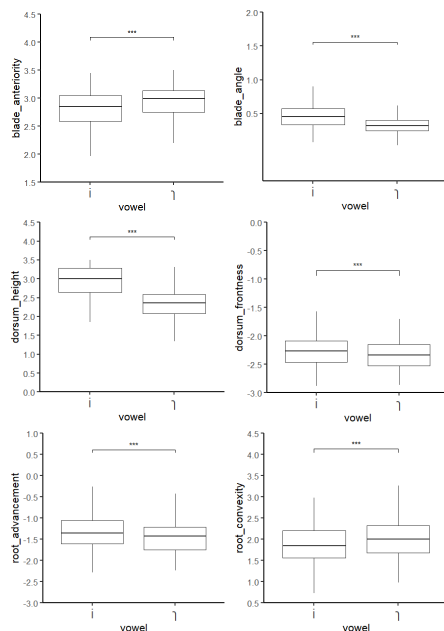 4.5
4.0
3.5
3.0
2.5
2.0
1.5
blade_anteriority
***
i
ɿ
vowel
2.0
1.5
1.0
0.5
blade_angle
***
i
ɿ
vowel
4.5
4.0
3.5
3.0
2.5
2.0
1.5
1.0
0.5
0.0
dorsum_height
***
i
ɿ
vowel
0.0
-0.5
-1.0
-1.5
-2.0
-2.5
-3.0
dorsum_frontness
***
i
ɿ
vowel
1.0
0.5
0.0
-0.5
-1.0
-1.5
-2.0
-2.5
-3.0
root_advancement
***
i
ɿ
vowel
4.5
4.0
3.5
3.0
2.5
2.0
1.5
1.0
0.5
root_convexity
***
i
ɿ
vowel